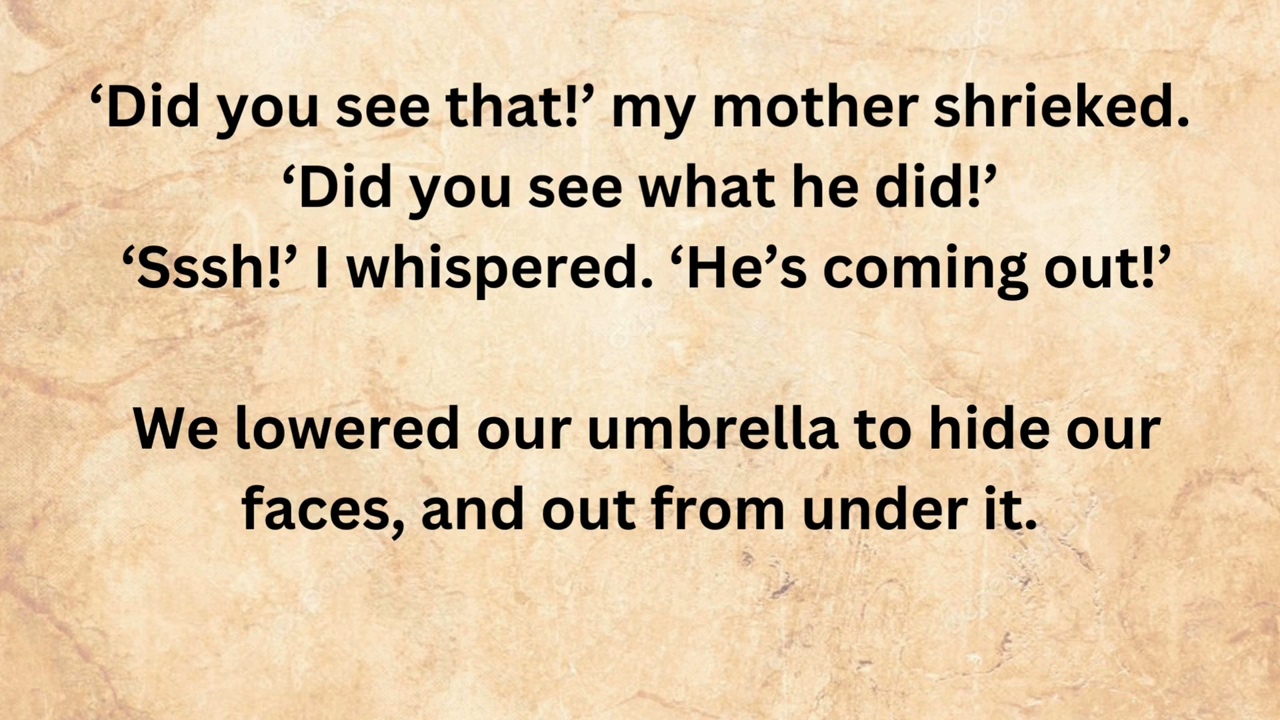 ‘Did you see that!’ my mother shrieked.
‘Did you see what he did!’
‘Sssh!’ I whispered. ‘He’s coming out!’
We lowered our umbrella to hide our
faces, and out from under it.